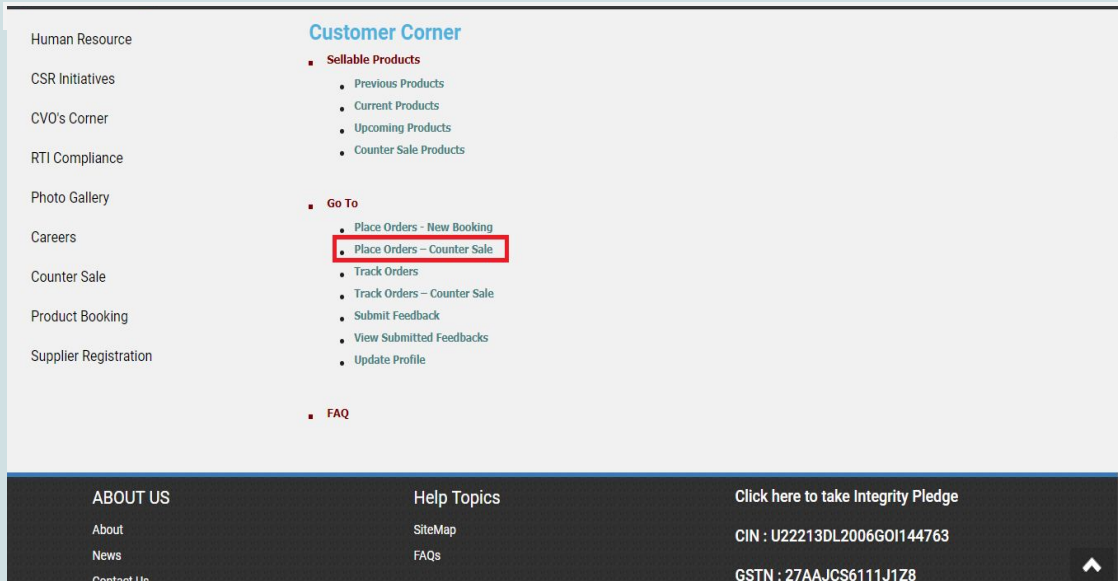 Human Resource
CSR Initiatives
CVO's Corner
RTI Compliance
Photo Gallery
Careers
Counter Sale
Product Booking
Supplier Registration
Customer Corner
Sellable Products
Previous Products
Current Products
Upcoming Products
Counter Sale Products
Go To
Place Orders - New Booking
Place Orders – Counter Sale
Track Orders
Track Orders – Counter Sale
Submit Feedback
View Submitted Feedbacks
Update Profile
FAQ
ABOUT US
About
News
Contact Us
Help Topics
SiteMap
FAQs
Click here to take Integrity Pledge
CIN : U22213DL2006GOI144763
GSTN : 27AAJCS6111J1Z8